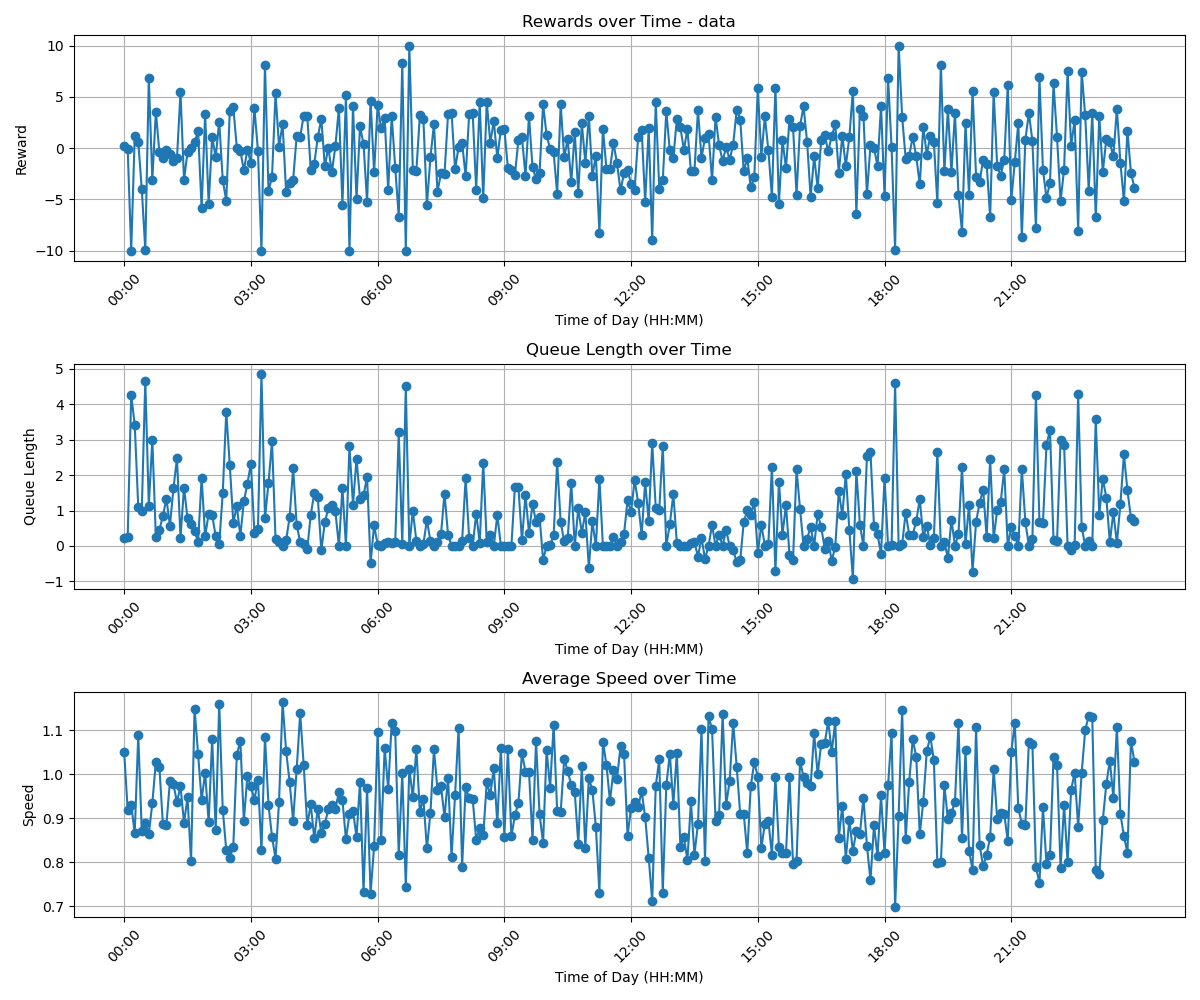 Rewards over Time - data
10
5
0
−5
−10
Reward
00:00 03:00 06:00 09:00 12:00 15:00 18:00 21:00
Time of Day (HH:MM)
Queue Length over Time
5
4
3
2
1
0
−1
Queue Length
00:00 03:00 06:00 09:00 12:00 15:00 18:00 21:00
Time of Day (HH:MM)
Average Speed over Time
1.1
1.0
0.9
0.8
0.7
Speed
00:00 03:00 06:00 09:00 12:00 15:00 18:00 21:00
Time of Day (HH:MM)